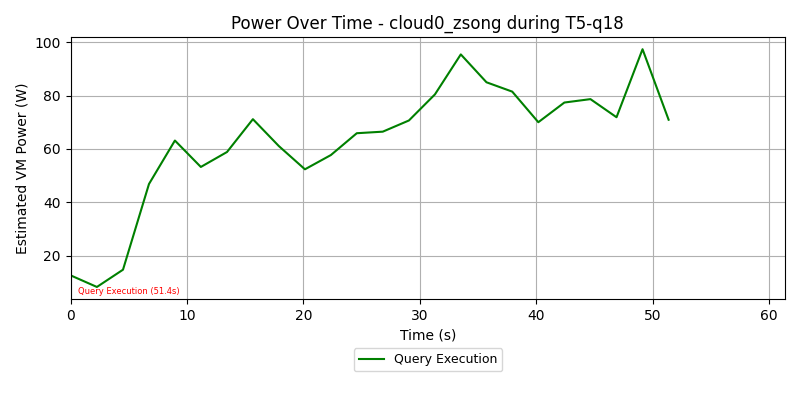 Power Over Time - cloud0_zsong during T5-q18
Estimated VM Power (W)
100
80
60
40
20
Query Execution (51.4s)
0 10 20 30 40 50 60
Time (s)
Query Execution